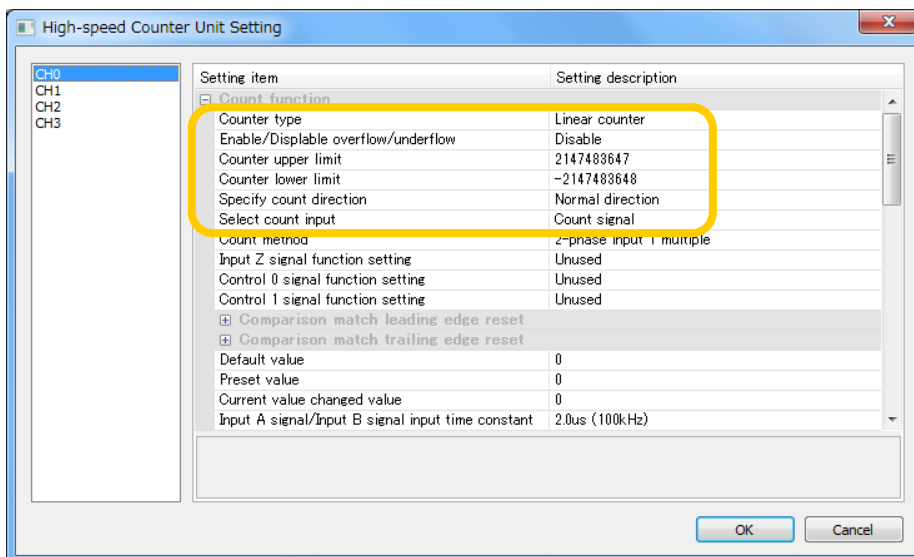 High-speed Counter Unit Setting
CH0
CH1
CH2
CH3
Setting item Setting description
Count function
Counter type Linear counter
Enable/Displable overflow/underflow Disable
Counter upper limit 2147483647
Counter lower limit -2147483648
Specify count direction Normal direction
Select count input Count signal
Count method 2-phase input 1 multiple
Input Z signal function setting Unused
Control 0 signal function setting Unused
Control 1 signal function setting Unused
Comparison match leading edge reset
Comparison match trailing edge reset
Default value 0
Preset value 0
Current value changed value 0
Input A signal/Input B signal input time constant 2.0us (100kHz)
OK Cancel